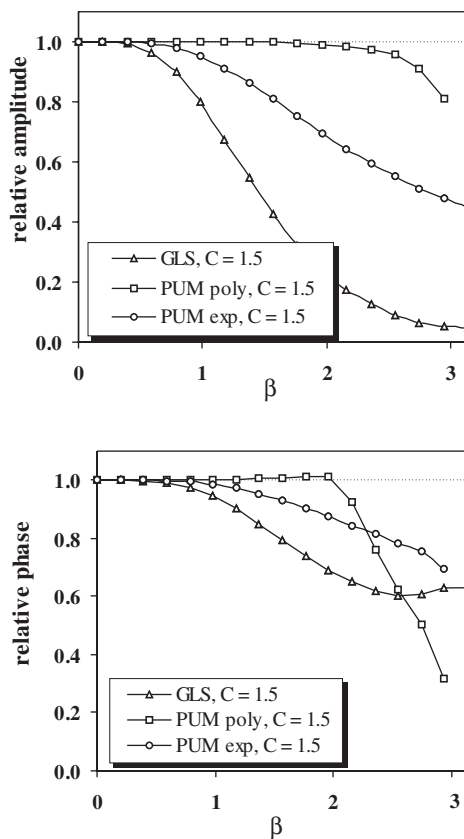 relative amplitude
1.0
0.8
0.6
0.4
0.2
0.0
GLS, C = 1.5
PUM poly, C = 1.5
PUM exp, C = 1.5
0 1 2 3
β
relative phase
1.0
0.8
0.6
0.4
0.2
0.0
GLS, C = 1.5
PUM poly, C = 1.5
PUM exp, C = 1.5
0 1 2 3
β